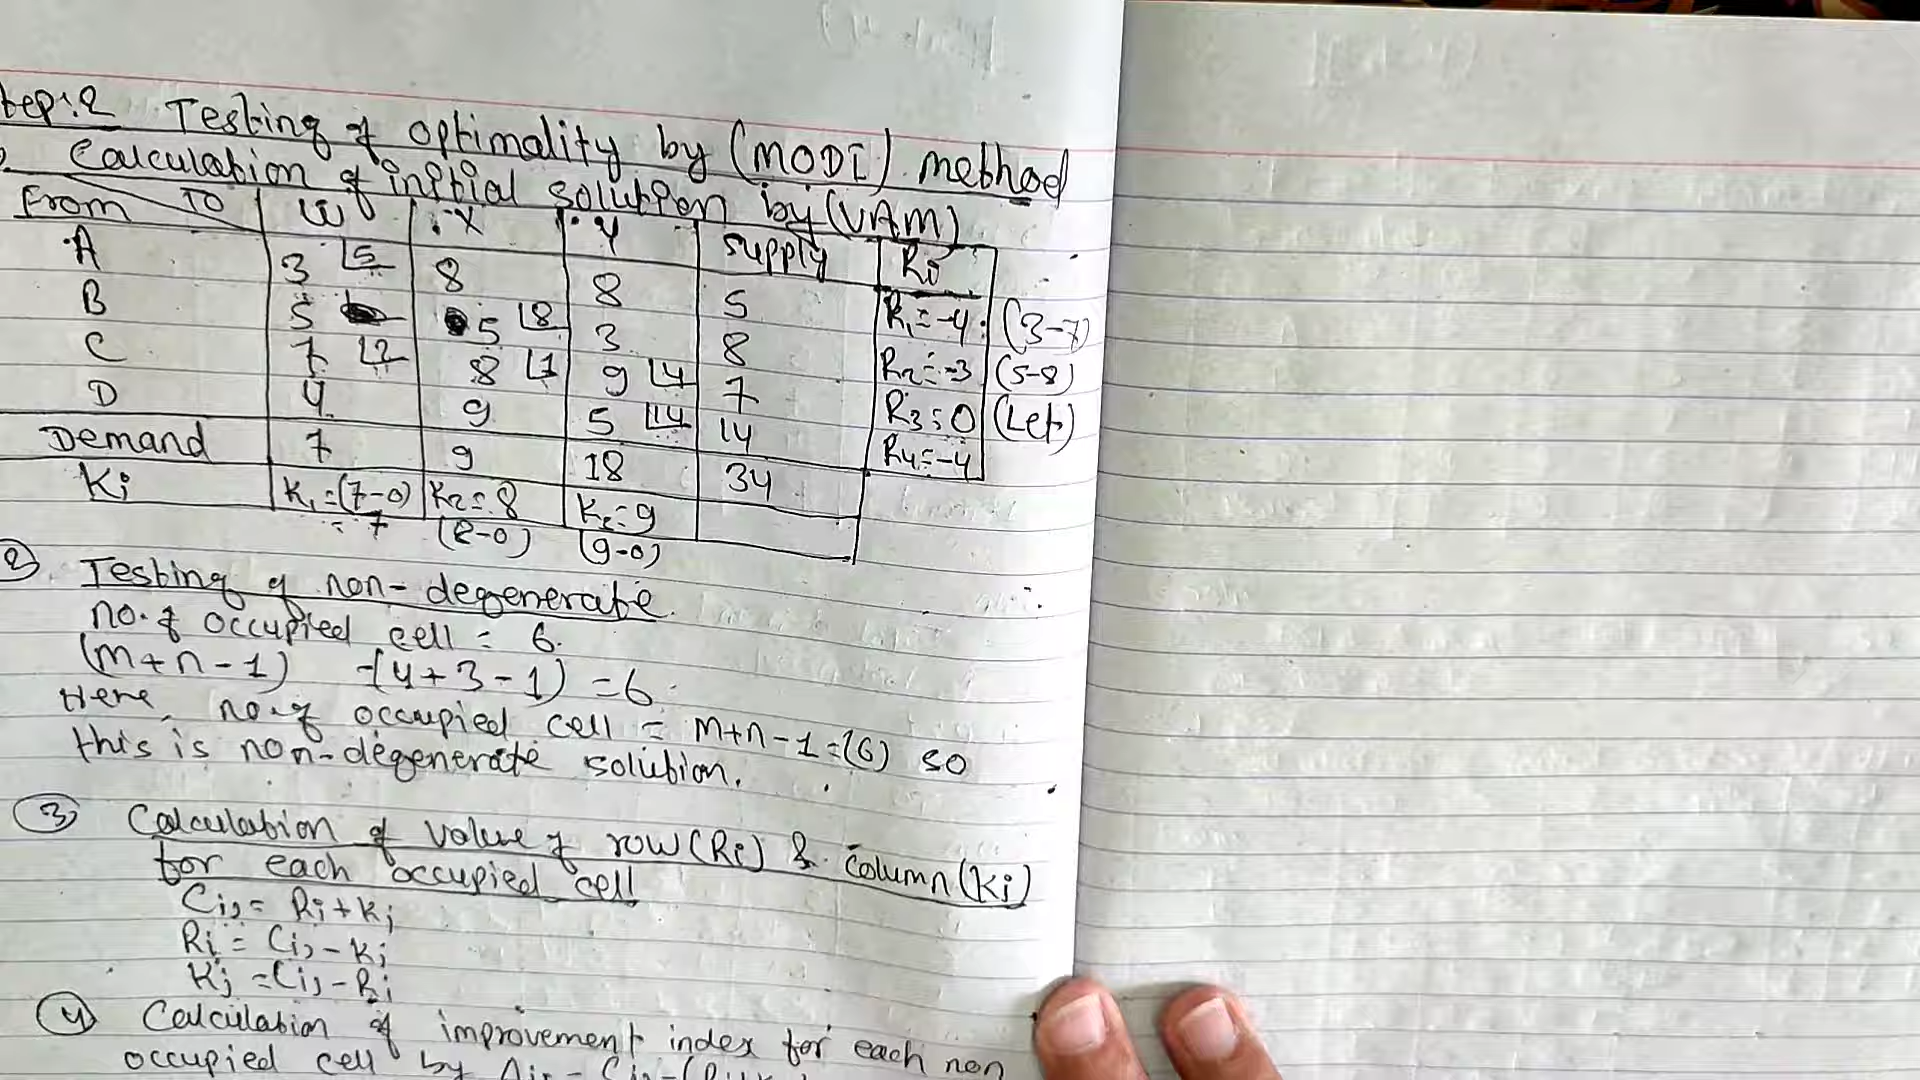 tep:2 Testing of optimality by (MODI) method
Calculation of initial solution by (VAM)
From TO W X Y supply Ri
A 3 5 8 8 5 R1=-4 (3-7)
B 5 5 8 3 8 R2=-3 (5-8)
C 7 2 8 1 9 4 7 R3=0 (Let)
D 4 9 5 14 14 R4=-4
Demand 7 9 18 34
Kj K1=(7-0) K2=8
=7 (8-0) (9-0)
2 Testing of non-degenerate
no. of occupied cell = 6.
(m+n-1) -(4+3-1) =6
Here, no. of occupied cell = m+n-1=(6) so
this is non-degenerate solution.
3 Calculation of value of row (Ri) & column (Kj)
for each occupied cell
Cij = Ri+Kj
Ri = Cij-Kj
Kj =Cij-Ri
4 Calculation of improvement index for each non
occupied cell by